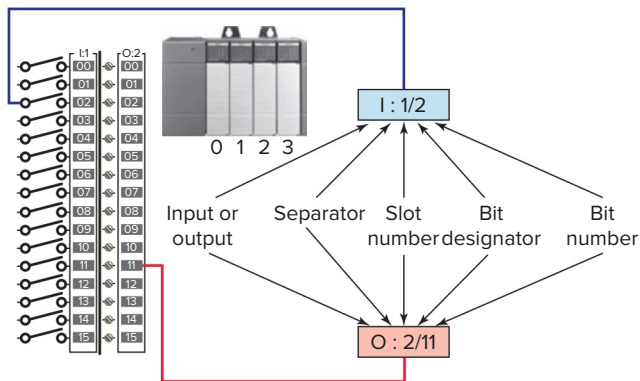 I:1 O:2
00 00
01 01
02 02
03 03
04 04
05 05
06 06
07 07
08 08
09 09
10 10
11 11
12 12
13 13
14 14
15 15
0 1 2 3
I : 1/2
Input or output
Separator
Slot number
Bit designator
Bit number
O : 2/11